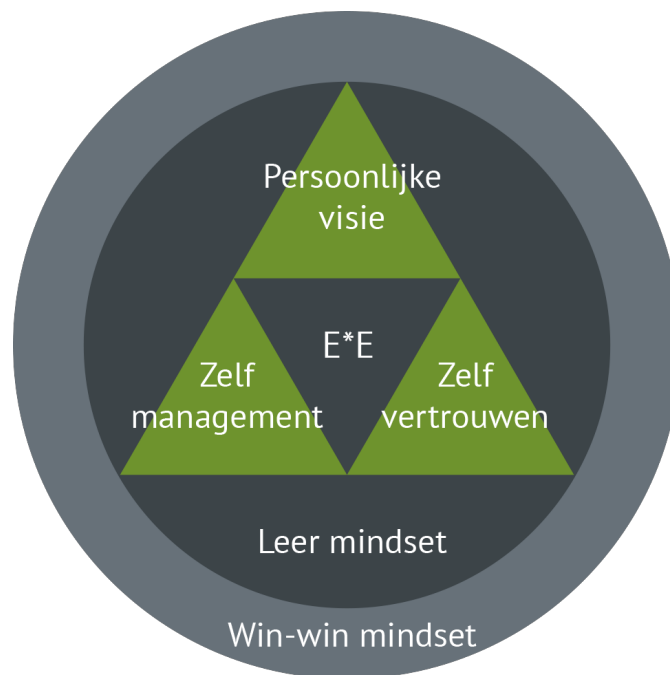 Persoonlijke
visie
E*E
Zelf
management
Zelf
vertrouwen
Leer mindset
Win-win mindset